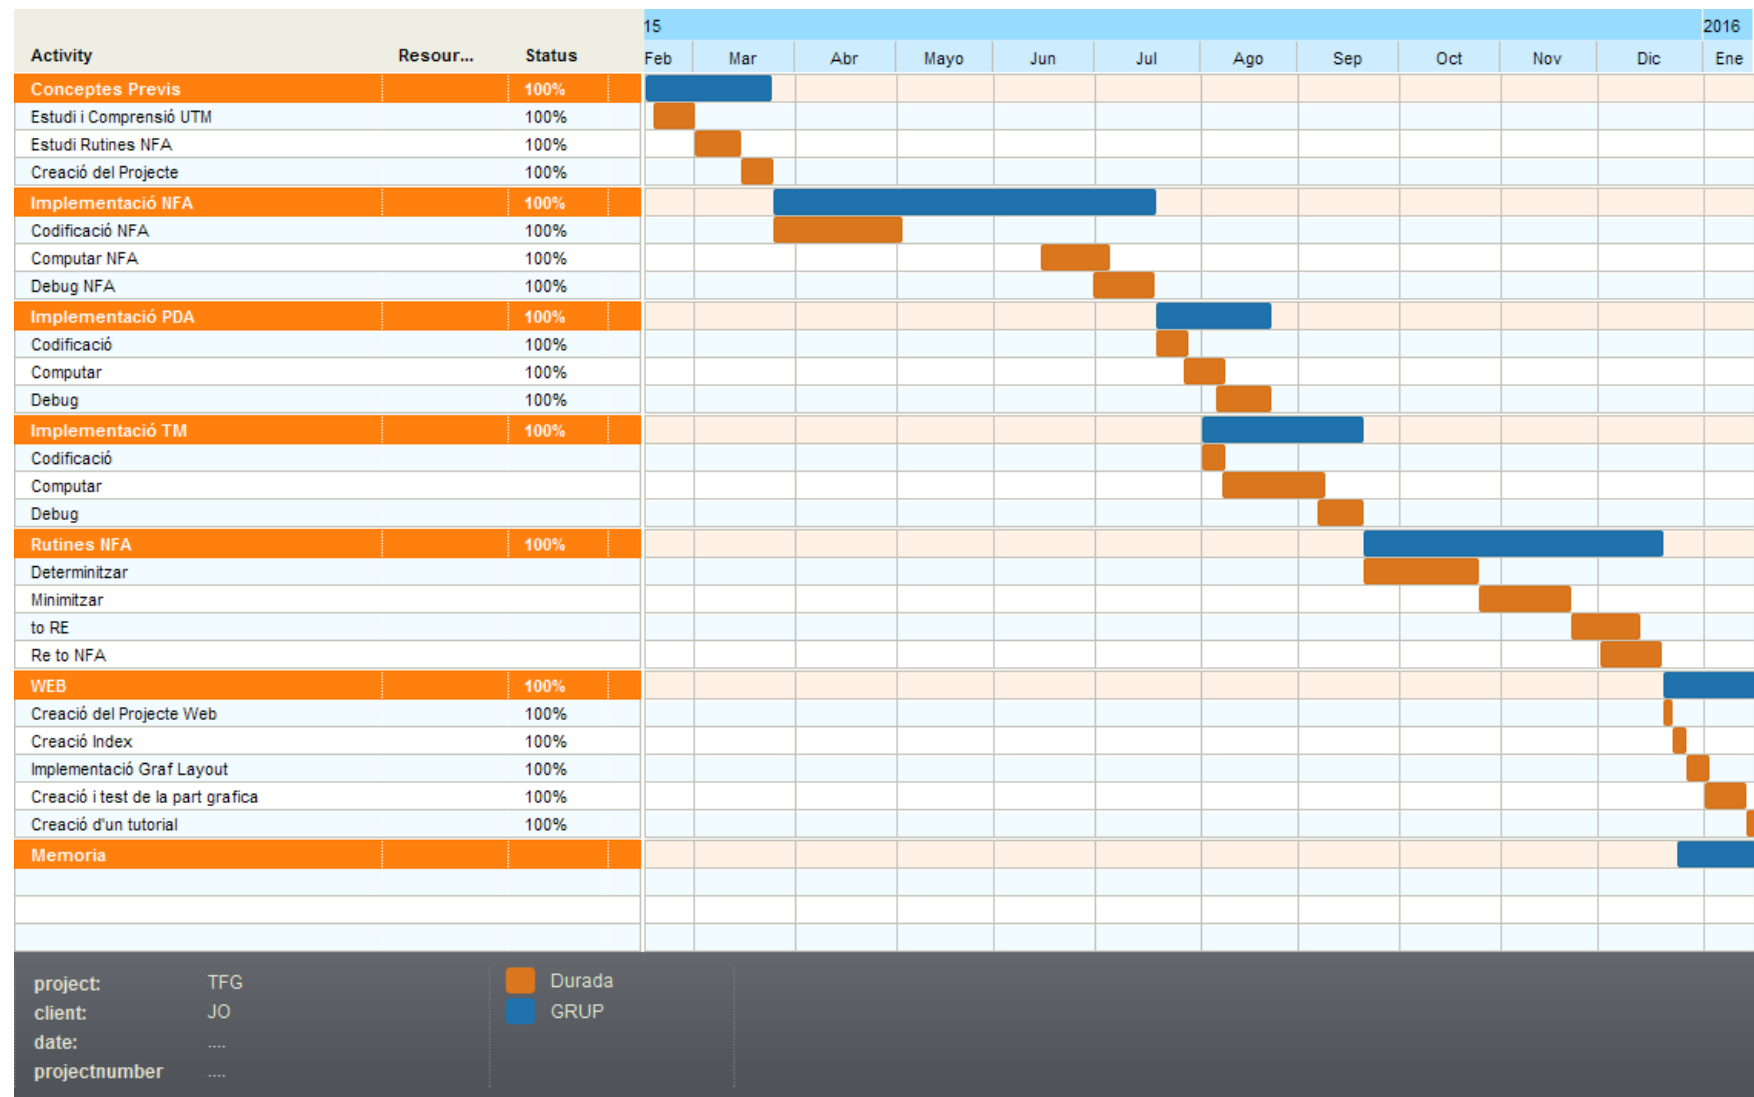 15 2016
Activity Resour... Status Feb Mar Abr Mayo Jun Jul Ago Sep Oct Nov Dic Ene
Conceptes Previs 100%
Estudi i Comprensió UTM 100%
Estudi Rutines NFA 100%
Creació del Projecte 100%
Implementació NFA 100%
Codificació NFA 100%
Computar NFA 100%
Debug NFA 100%
Implementació PDA 100%
Codificació 100%
Computar 100%
Debug 100%
Implementació TM 100%
Codificació
Computar
Debug
Rutines NFA 100%
Determinitzar
Minimitzar
to RE
Re to NFA
WEB 100%
Creació del Projecte Web 100%
Creació Index 100%
Implementació Graf Layout 100%
Creació i test de la part grafica 100%
Creació d'un tutorial 100%
Memoria
project: TFG Durada
client: JO GRUP
date: ....
projectnumber ....